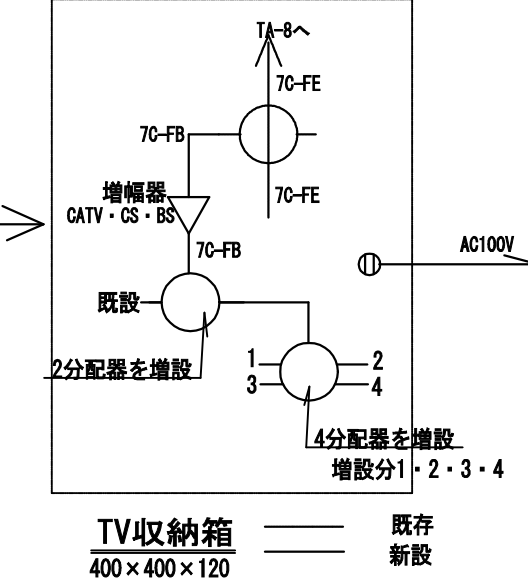 TA-8へ
7C-FE
7C-FB
7C-FE
増幅器
CATV・CS・BS
7C-FB
AC100V
既設
2分配器を増設
1
2
3
4
4分配器を増設
増設分1・2・3・4
TV収納箱
400×400×120
既存
新設